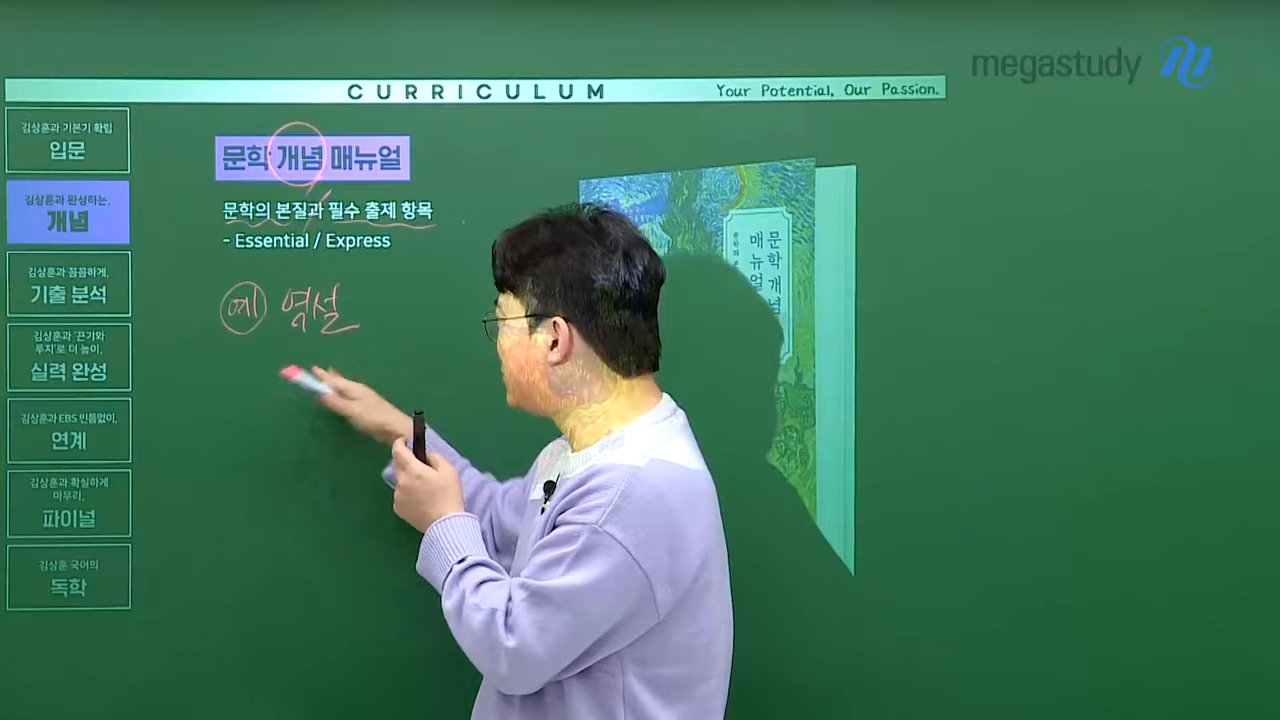 megastudy
CURRICULUM
Your Potential, Our Passion.
김상훈과 기본기 확립
입문
김상훈과 완성하는,
개념
김상훈과 꼼꼼하게,
기출 분석
김상훈과 '끈기와
투지'로 더 높이,
실력 완성
김상훈과 EBS 빈틈없이,
연계
김상훈과 확실하게
마무리,
파이널
김상훈 국어의
독학
문학 개념 매뉴얼
문학의 본질과 필수 출제 항목
- Essential / Express
예 역설
문학 개념
매뉴얼
문학의